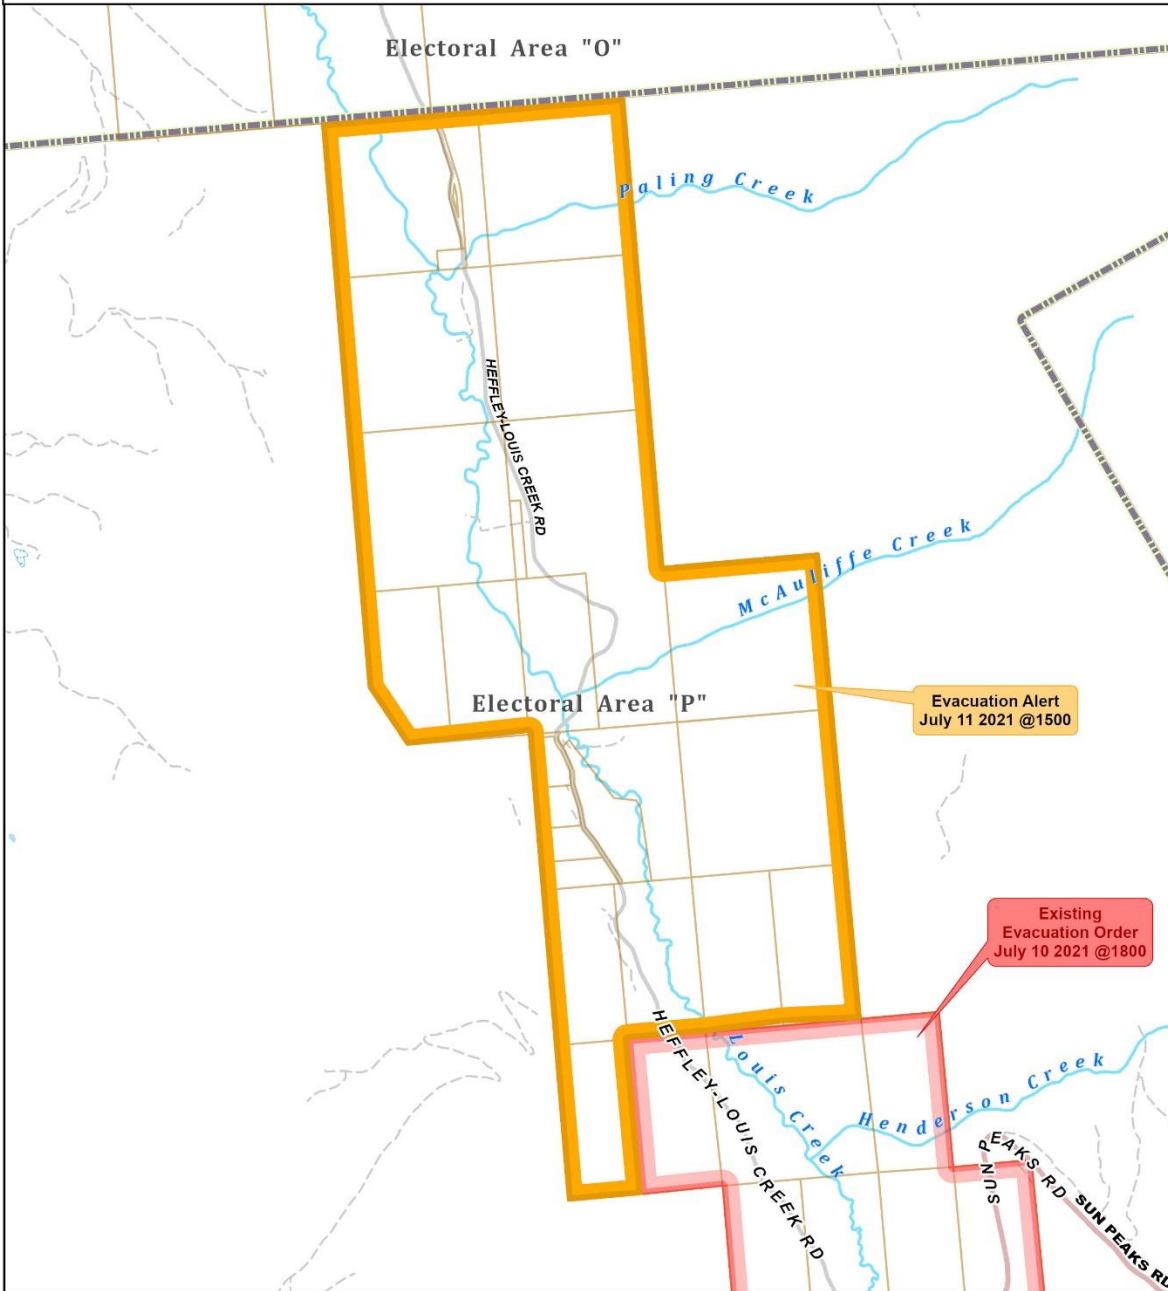 Electoral Area "O"
Paling Creek
HEFFLEY-LOUIS CREEK RD
McAuliffe Creek
Electoral Area "P"
Evacuation Alert
July 11 2021 @1500
Existing
Evacuation Order
July 10 2021 @1800
HEFFLEY-LOUIS CREEK RD
Louis Creek
Henderson Creek
SUN PEAKS RD
SUN PEAKS RD